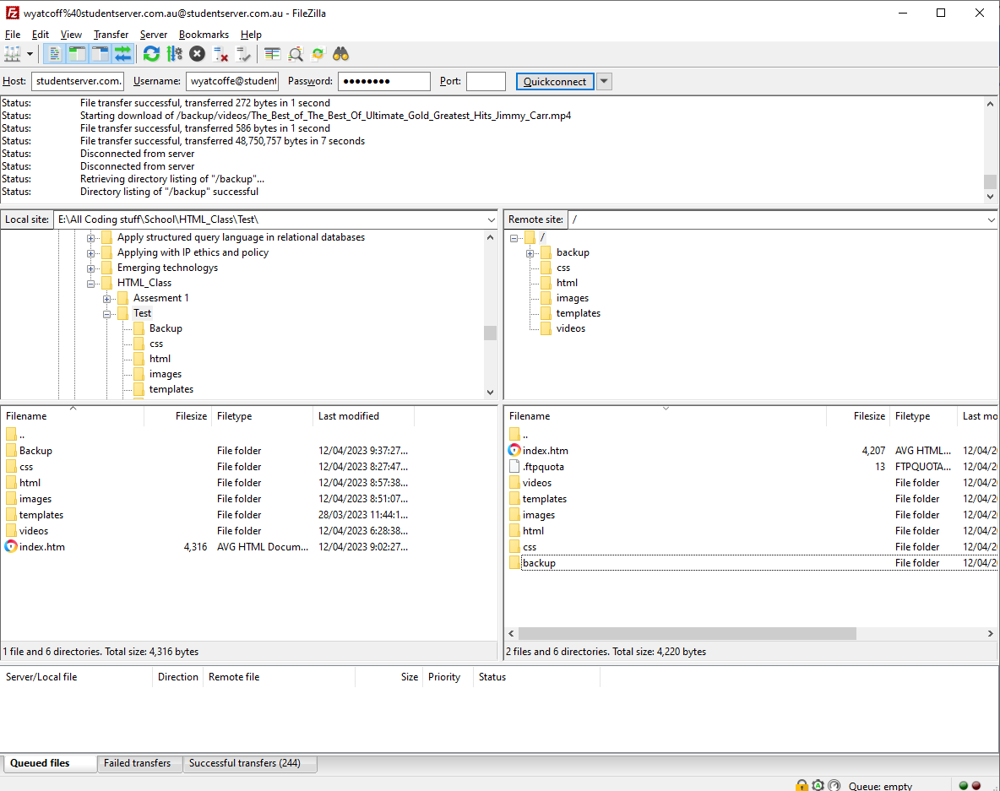 wyatcoff%40studentserver.com.au@studentserver.com.au - FileZilla
File Edit View Transfer Server Bookmarks Help
Host: studentserver.com. Username: wyatcoffe@student Password: ●●●●●●●● Port: Quickconnect
Status: File transfer successful, transferred 272 bytes in 1 second
Status: Starting download of /backup/videos/The_Best_of_The_Best_Of_Ultimate_Gold_Greatest_Hits_Jimmy_Carr.mp4
Status: File transfer successful, transferred 586 bytes in 1 second
Status: File transfer successful, transferred 48,750,757 bytes in 7 seconds
Status: Disconnected from server
Status: Disconnected from server
Status: Retrieving directory listing of "/backup"...
Status: Directory listing of "/backup" successful
Local site: E:\All Coding stuff\School\HTML_Class\Test\
Apply structured query language in relational databases
Applying with IP ethics and policy
Emerging technologys
HTML_Class
Assesment 1
Test
Backup
css
html
images
templates
Remote site: /
/
backup
css
html
images
templates
videos
Filename Filesize Filetype Last modified
..
Backup File folder 12/04/2023 9:37:27...
css File folder 12/04/2023 8:27:47...
html File folder 12/04/2023 8:57:38...
images File folder 12/04/2023 8:51:07...
templates File folder 28/03/2023 11:44:1...
videos File folder 12/04/2023 6:28:38...
index.htm 4,316 AVG HTML Docum... 12/04/2023 9:02:27...
1 file and 6 directories. Total size: 4,316 bytes
Filename Filesize Filetype Last mo
..
index.htm 4,207 AVG HTML... 12/04/2
.ftpquota 13 FTPQUOTA... 12/04/2
videos File folder 12/04/2
templates File folder 12/04/2
images File folder 12/04/2
html File folder 12/04/2
css File folder 12/04/2
backup File folder 12/04/2
2 files and 6 directories. Total size: 4,220 bytes
Server/Local file Direction Remote file Size Priority Status
Queued files Failed transfers Successful transfers (244)
Queue: empty